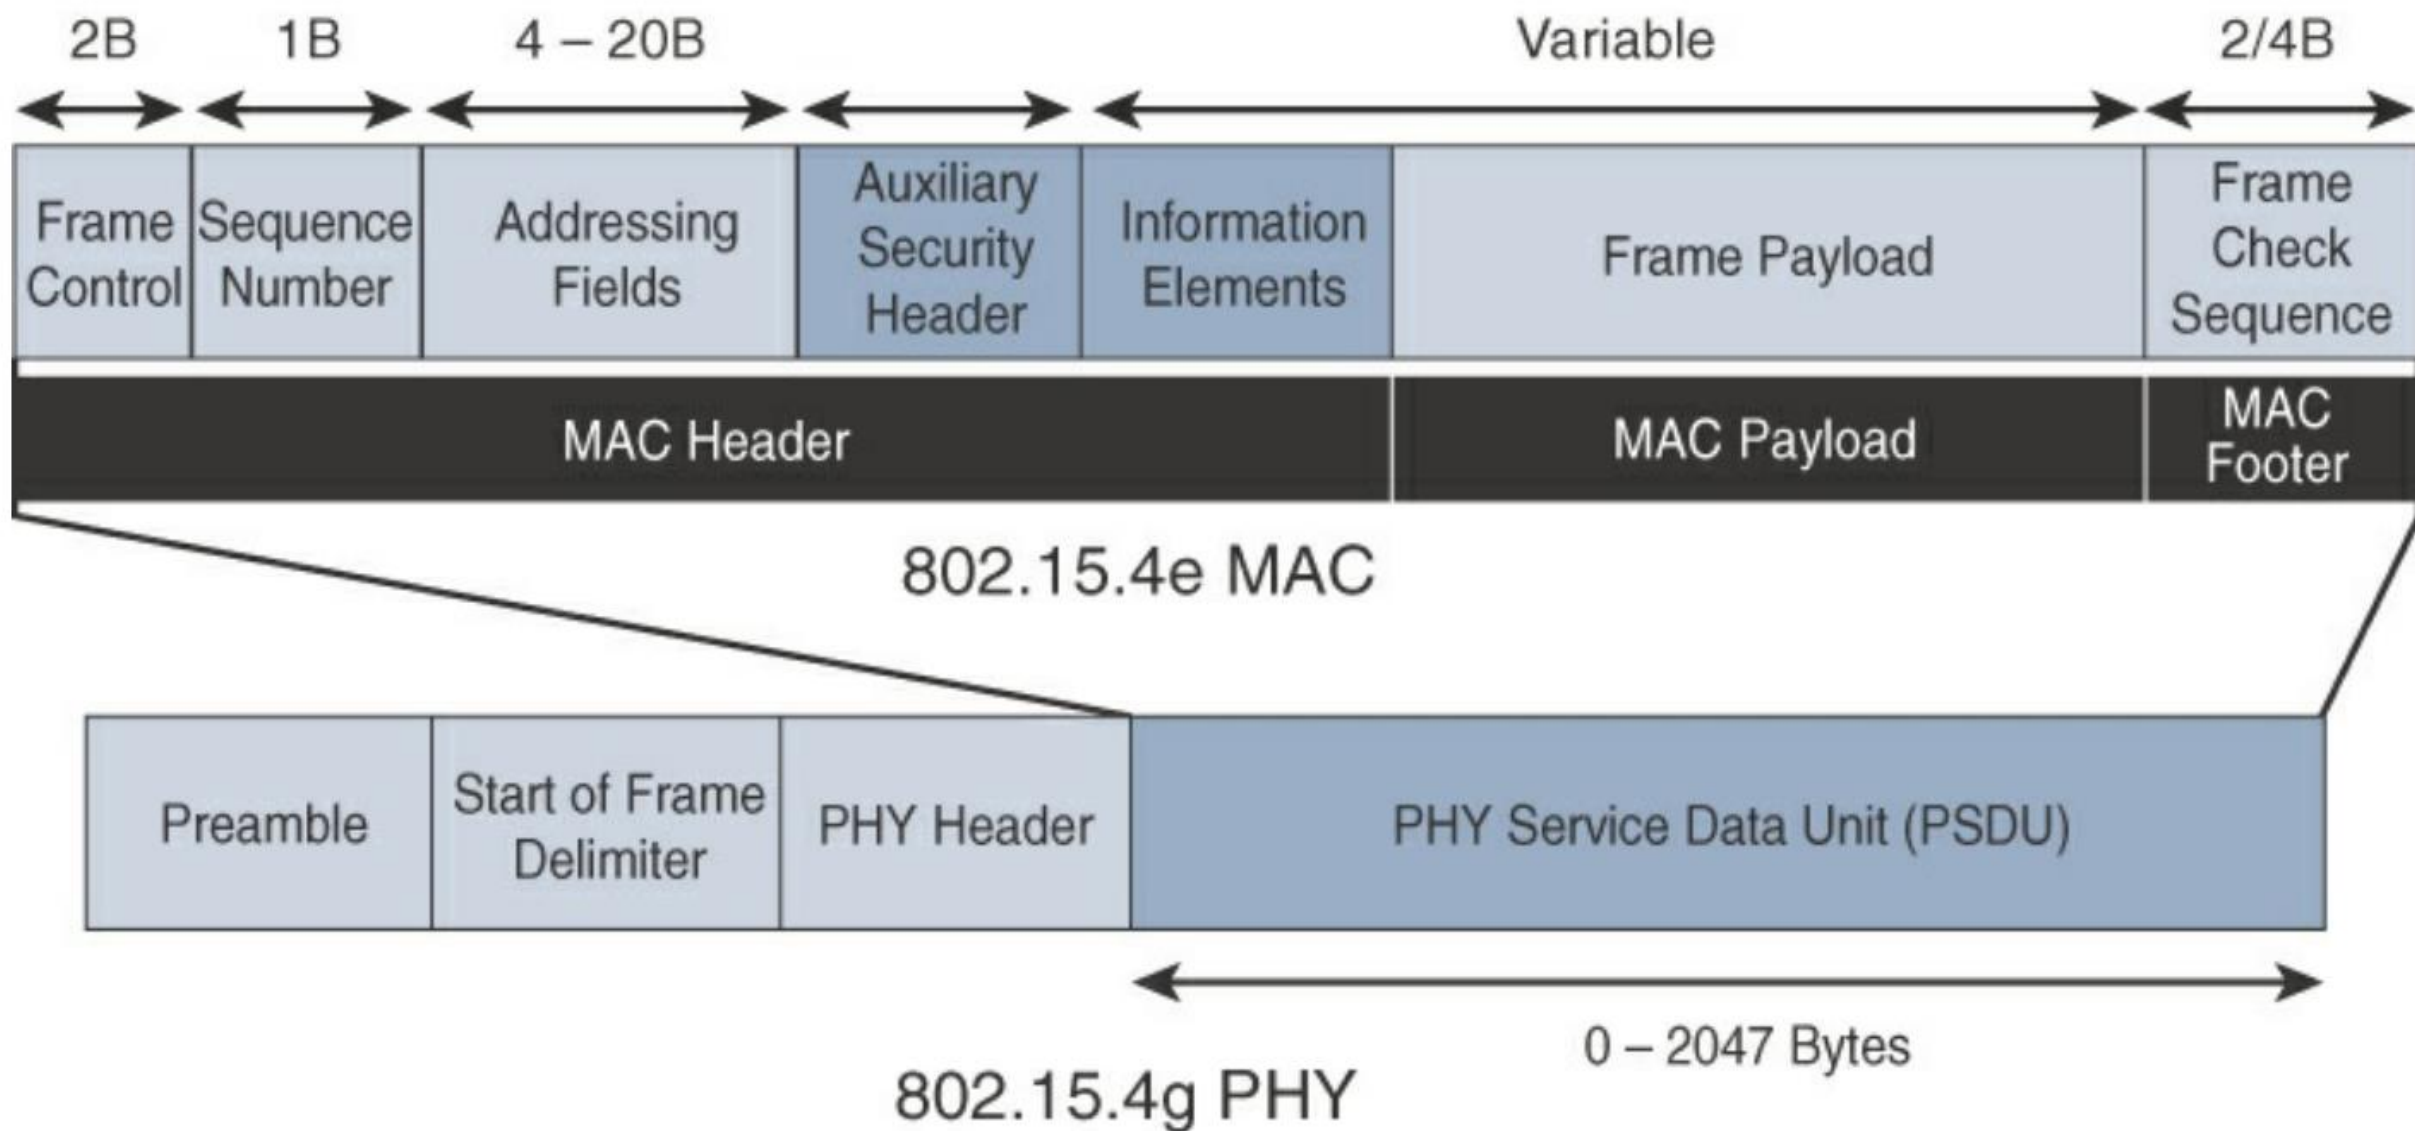 2B 1B 4 – 20B Variable 2/4B
Frame
Control
Sequence
Number
Addressing
Fields
Auxiliary
Security
Header
Information
Elements
Frame Payload
Frame
Check
Sequence
MAC Header
MAC Payload
MAC
Footer
802.15.4e MAC
Preamble
Start of Frame
Delimiter
PHY Header
PHY Service Data Unit (PSDU)
0 – 2047 Bytes
802.15.4g PHY